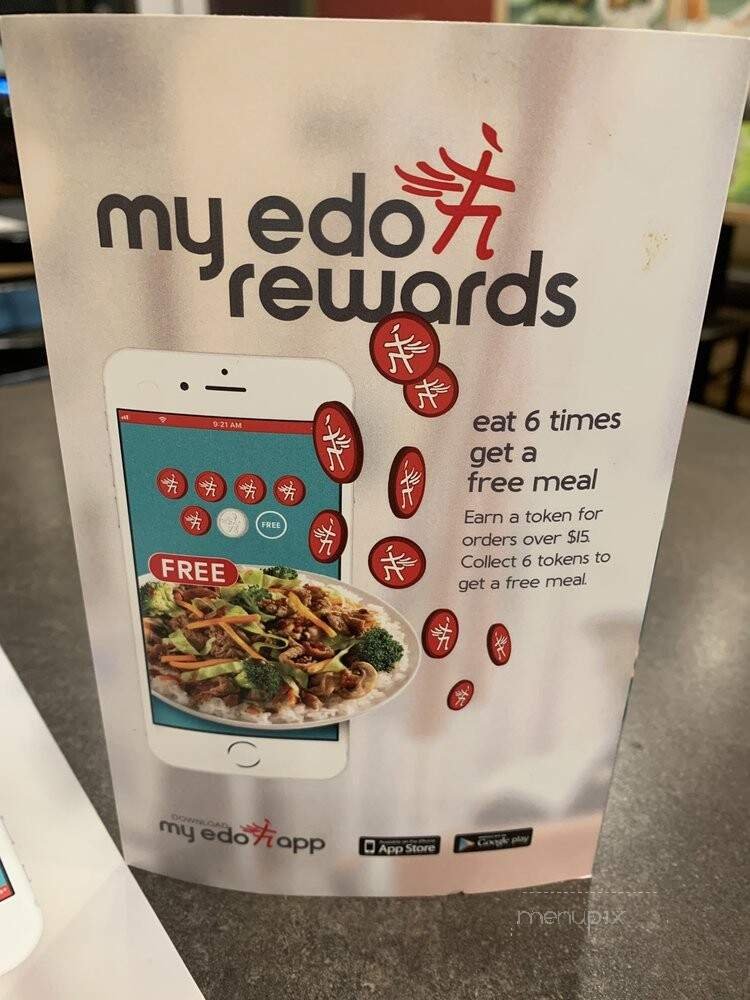 my edo
rewards
9:21 AM
FREE
FREE
eat 6 times
get a
free meal
Earn a token for
orders over $15.
Collect 6 tokens to
get a free meal.
DOWNLOAD
my edo app
App Store
Google play
menupix